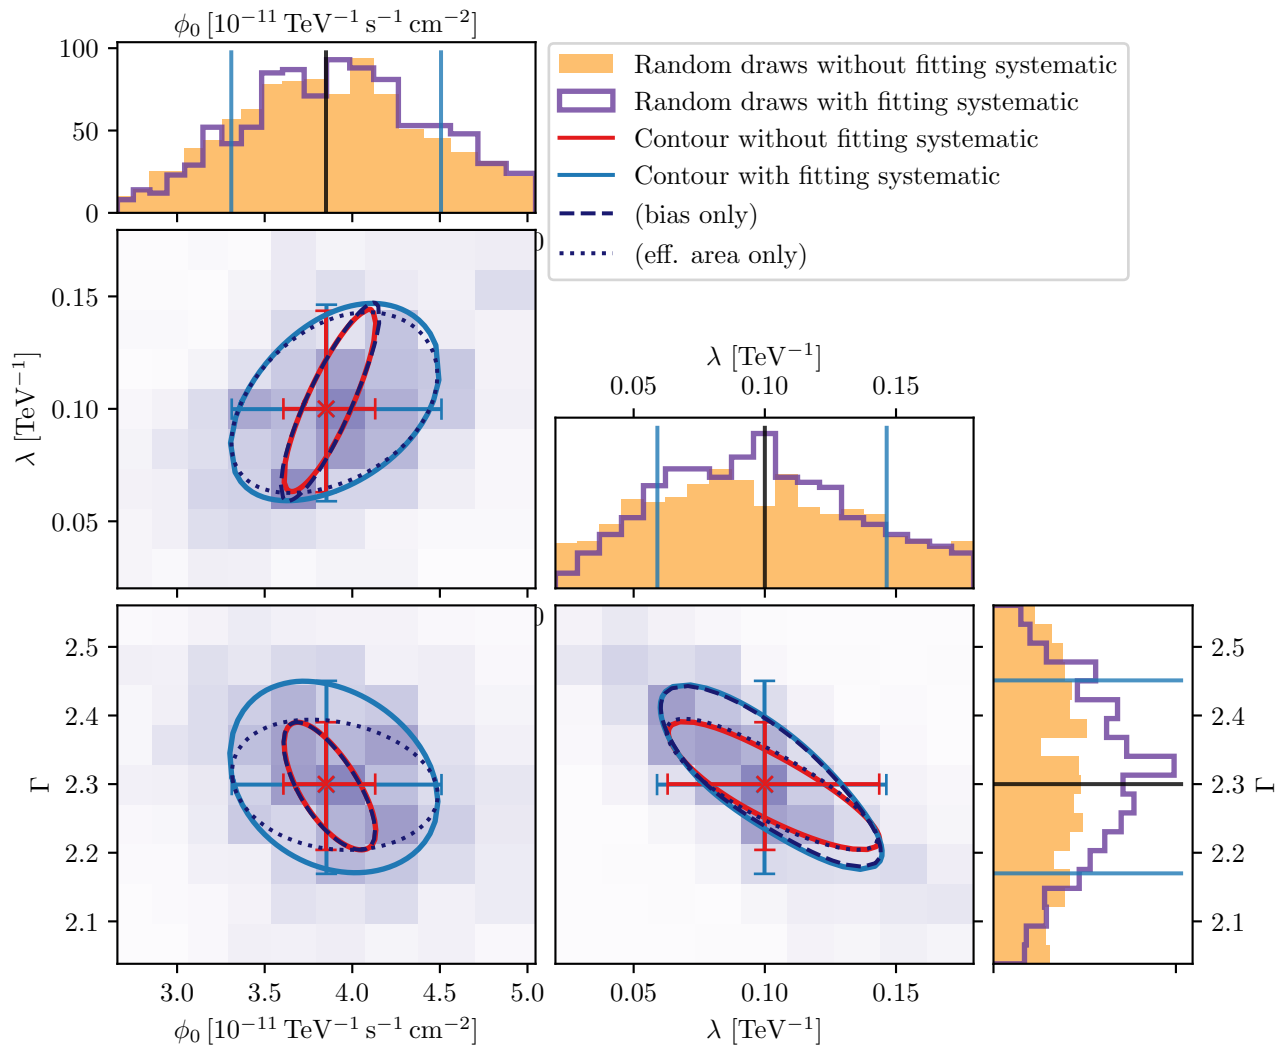 ϕ₀ [10⁻¹¹ TeV⁻¹ s⁻¹ cm⁻²]
100
50
0
Random draws without fitting systematic
Random draws with fitting systematic
Contour without fitting systematic
Contour with fitting systematic
(bias only)
(eff. area only)
0
0.15
0.10
0.05
λ [TeV⁻¹]
λ [TeV⁻¹]
0.05 0.10 0.15
0
2.5
2.4
2.3
2.2
2.1
Γ
2.5
2.4
2.3
2.2
2.1
Γ
3.0 3.5 4.0 4.5 5.0
ϕ₀ [10⁻¹¹ TeV⁻¹ s⁻¹ cm⁻²]
0.05 0.10 0.15
λ [TeV⁻¹]